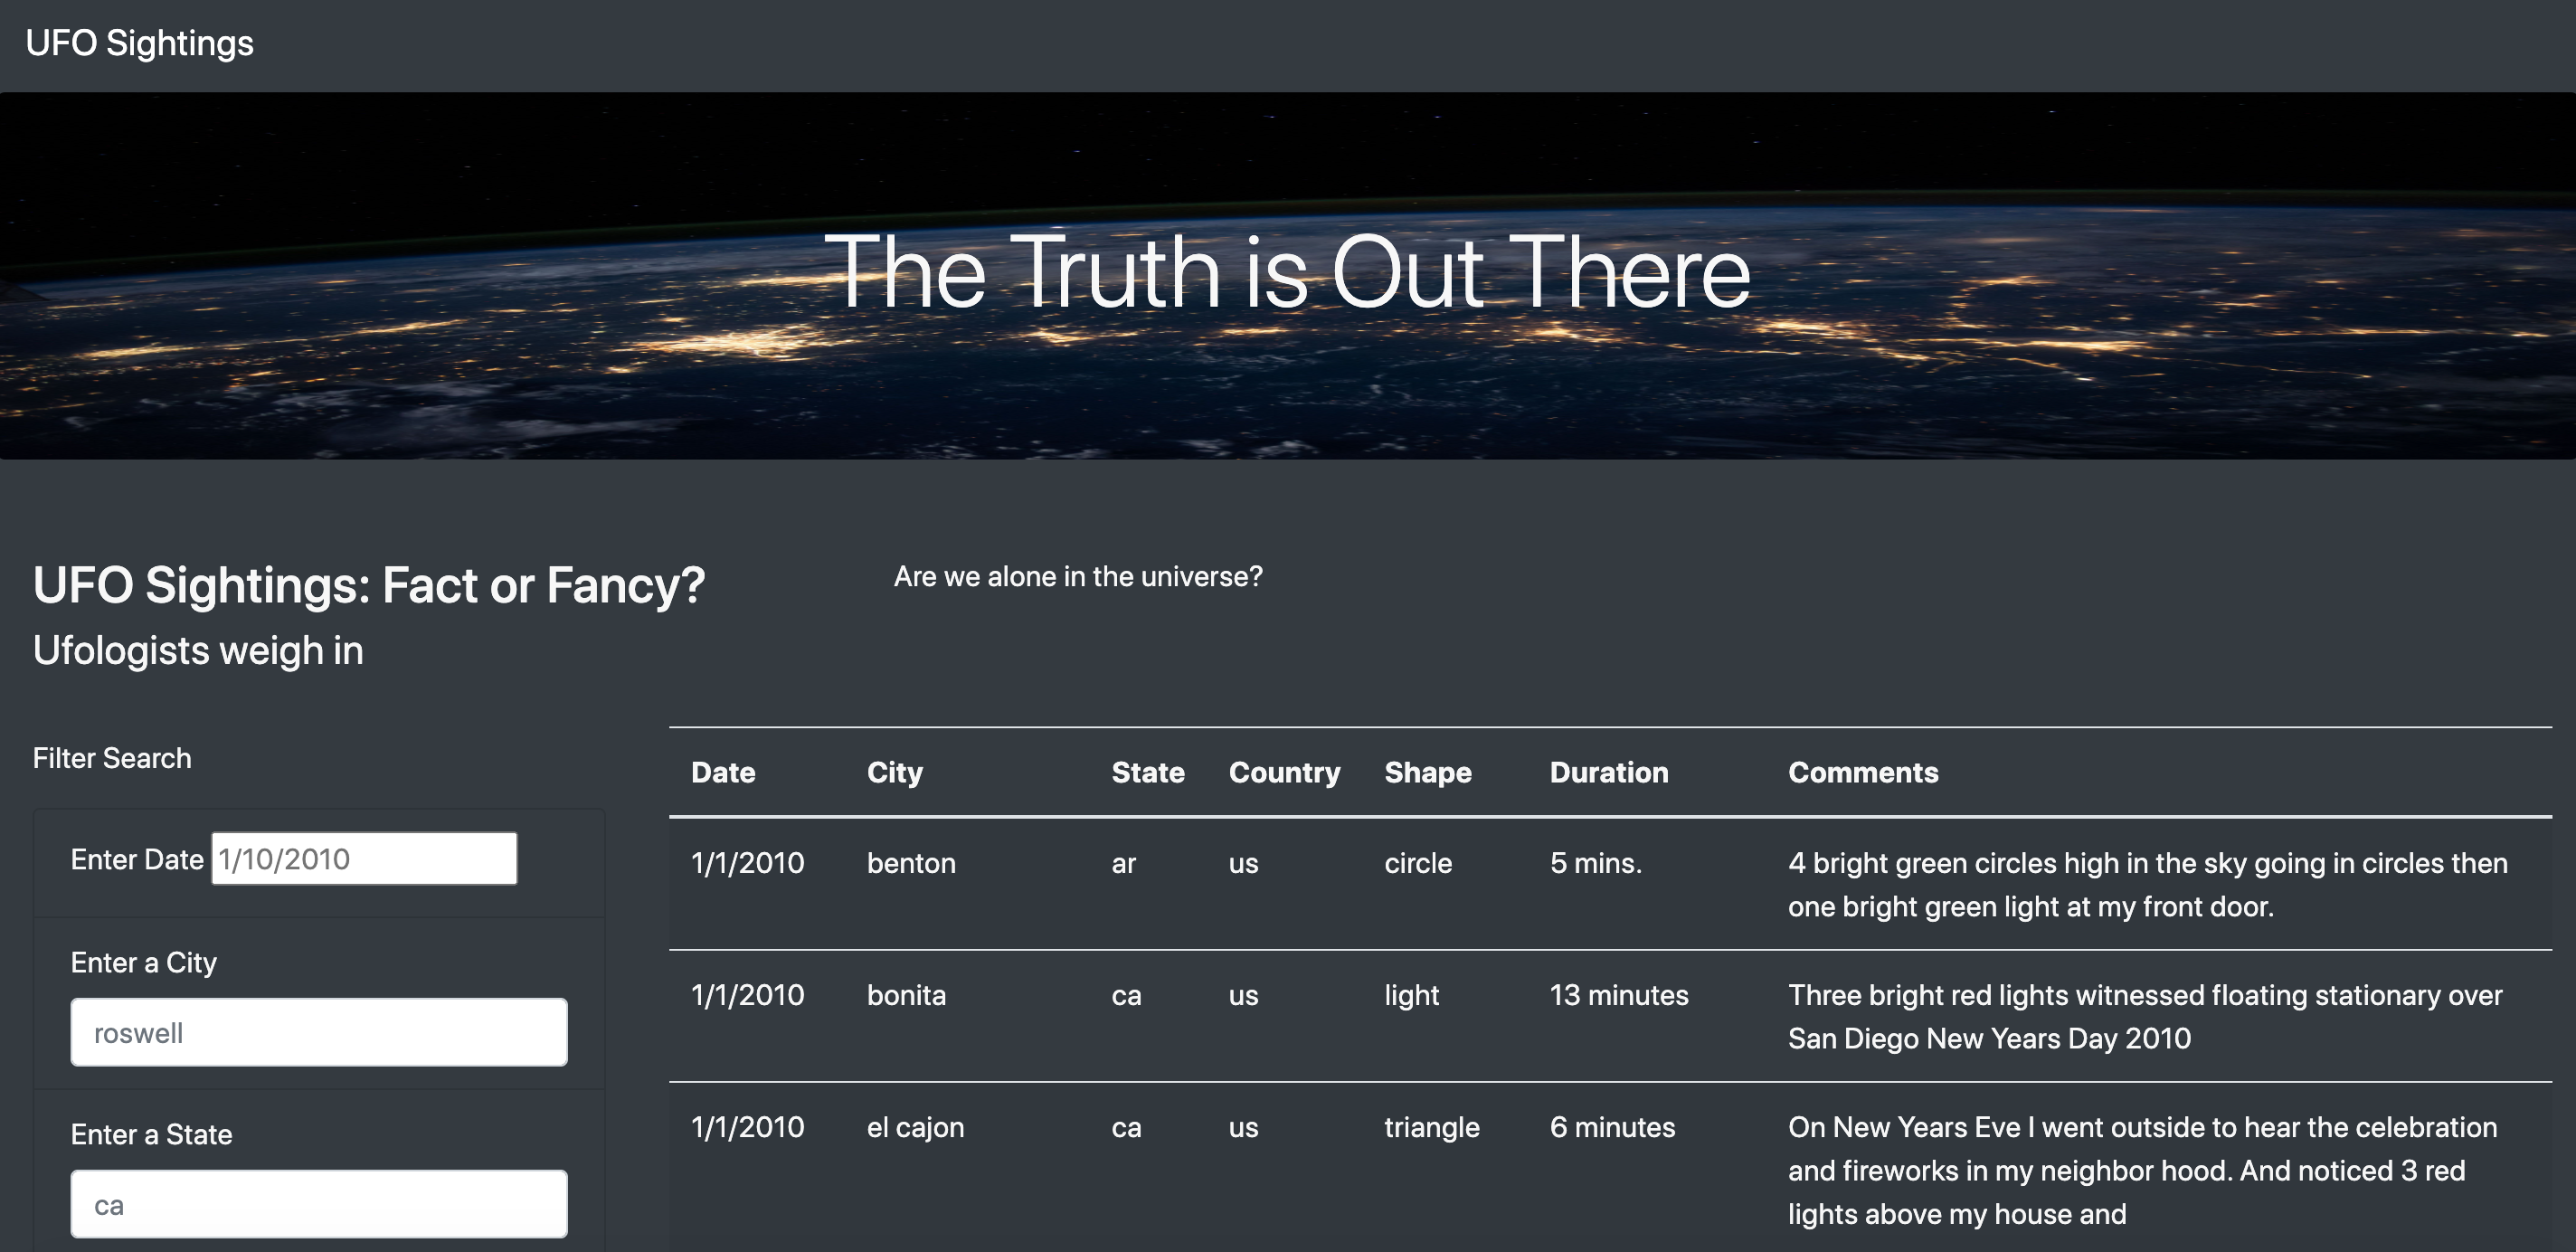 UFO Sightings
The Truth is Out There
UFO Sightings: Fact or Fancy?
Ufologists weigh in
Are we alone in the universe?
Filter Search
Enter Date 1/10/2010
Enter a City
roswell
Enter a State
ca
Date City State Country Shape Duration Comments
1/1/2010 benton ar us circle 5 mins. 4 bright green circles high in the sky going in circles then
one bright green light at my front door.
1/1/2010 bonita ca us light 13 minutes Three bright red lights witnessed floating stationary over
San Diego New Years Day 2010
1/1/2010 el cajon ca us triangle 6 minutes On New Years Eve I went outside to hear the celebration
and fireworks in my neighbor hood. And noticed 3 red
lights above my house and